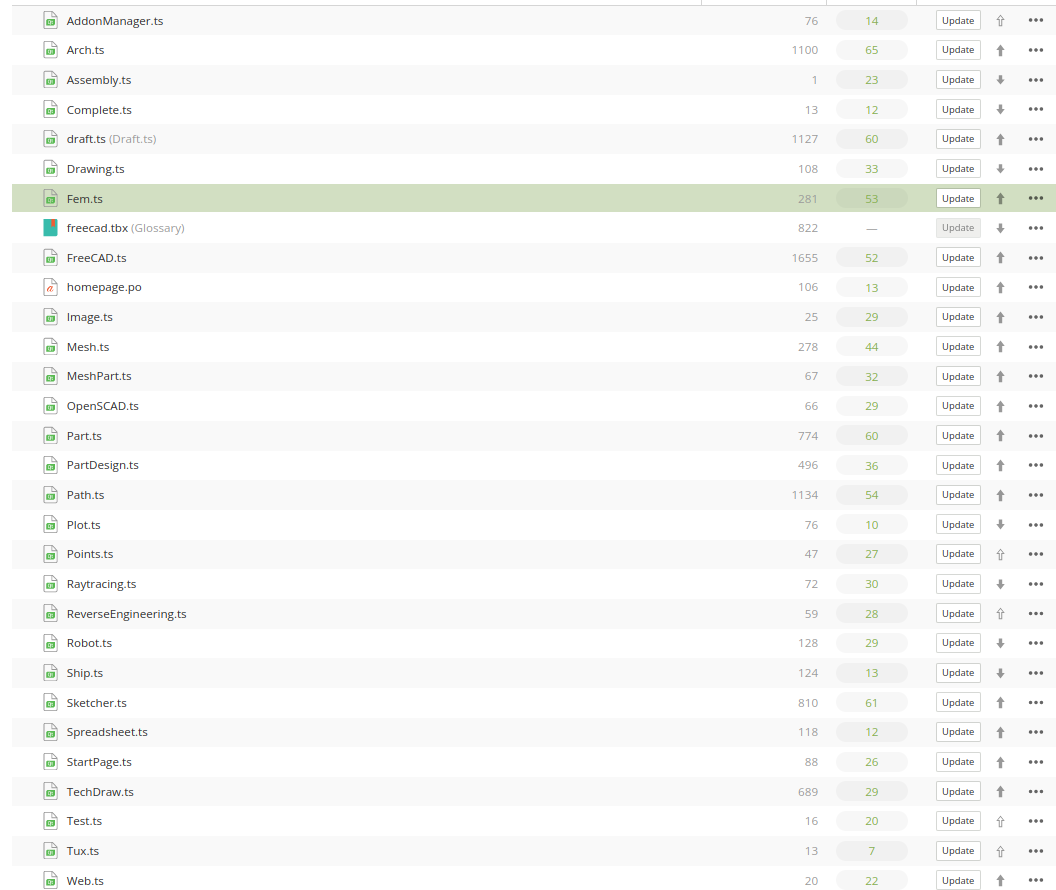 AddonManager.ts 76 14 Update •••
Arch.ts 1100 65 Update •••
Assembly.ts 1 23 Update •••
Complete.ts 13 12 Update •••
draft.ts (Draft.ts) 1127 60 Update •••
Drawing.ts 108 33 Update •••
Fem.ts 281 53 Update •••
freecad.tbx (Glossary) 822 — Update •••
FreeCAD.ts 1655 52 Update •••
homepage.po 106 13 Update •••
Image.ts 25 29 Update •••
Mesh.ts 278 44 Update •••
MeshPart.ts 67 32 Update •••
OpenSCAD.ts 66 29 Update •••
Part.ts 774 60 Update •••
PartDesign.ts 496 36 Update •••
Path.ts 1134 54 Update •••
Plot.ts 76 10 Update •••
Points.ts 47 27 Update •••
Raytracing.ts 72 30 Update •••
ReverseEngineering.ts 59 28 Update •••
Robot.ts 128 29 Update •••
Ship.ts 124 13 Update •••
Sketcher.ts 810 61 Update •••
Spreadsheet.ts 118 12 Update •••
StartPage.ts 88 26 Update •••
TechDraw.ts 689 29 Update •••
Test.ts 16 20 Update •••
Tux.ts 13 7 Update •••
Web.ts 20 22 Update •••